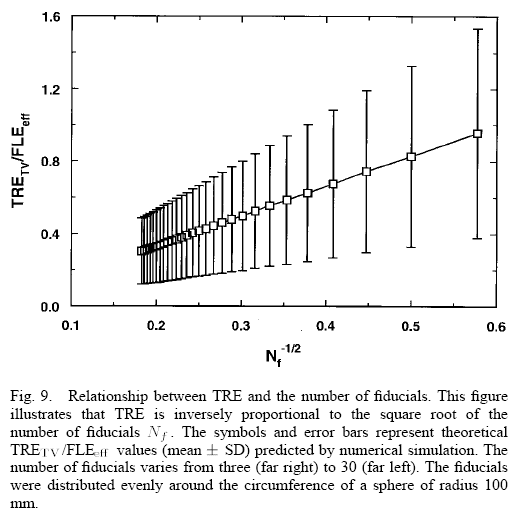 1.6
1.2
0.8
0.4
0.0
TRE_TV/FLE_eff
0.1 0.2 0.3 0.4 0.5 0.6
N_f^-1/2
Fig. 9. Relationship between TRE and the number of fiducials. This figure
illustrates that TRE is inversely proportional to the square root of the
number of fiducials N_f. The symbols and error bars represent theoretical
TRE_TV/FLE_eff values (mean ± SD) predicted by numerical simulation. The
number of fiducials varies from three (far right) to 30 (far left). The fiducials
were distributed evenly around the circumference of a sphere of radius 100
mm.